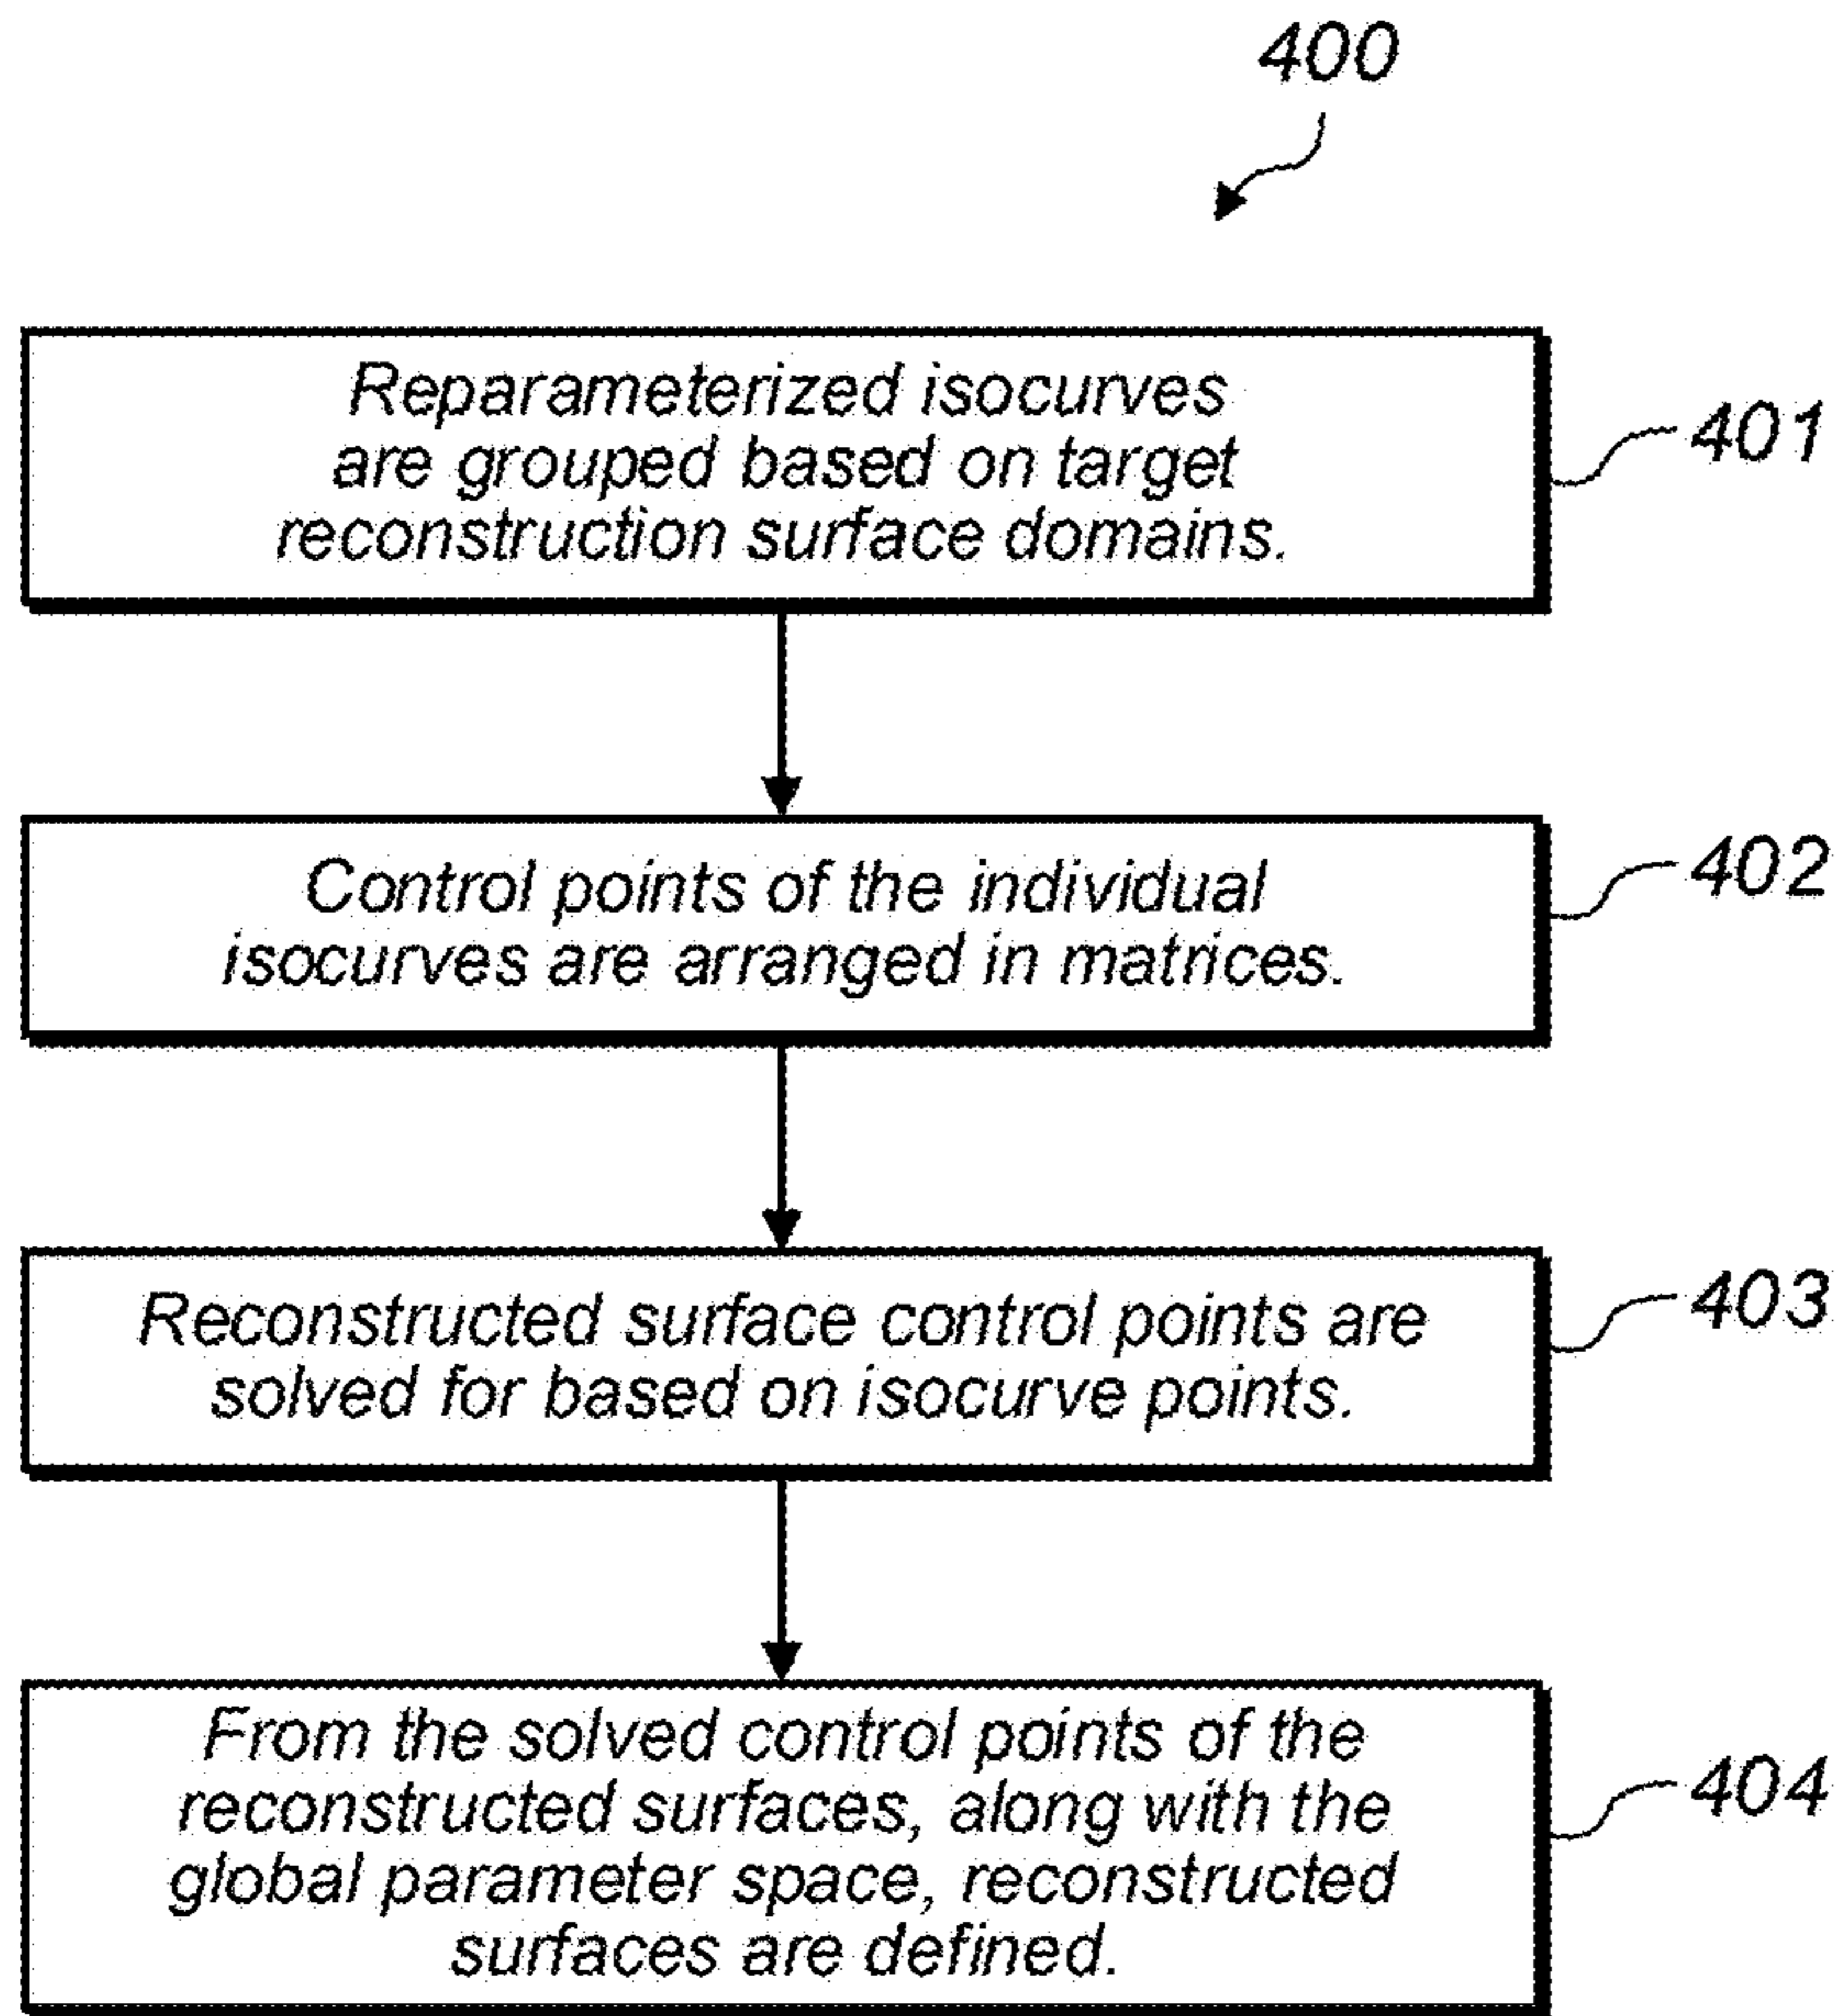 400
Reparameterized isocurves
are grouped based on target
reconstruction surface domains.
401
Control points of the individual
isocurves are arranged in matrices.
402
Reconstructed surface control points are
solved for based on isocurve points.
403
From the solved control points of the
reconstructed surfaces, along with the
global parameter space, reconstructed
surfaces are defined.
404